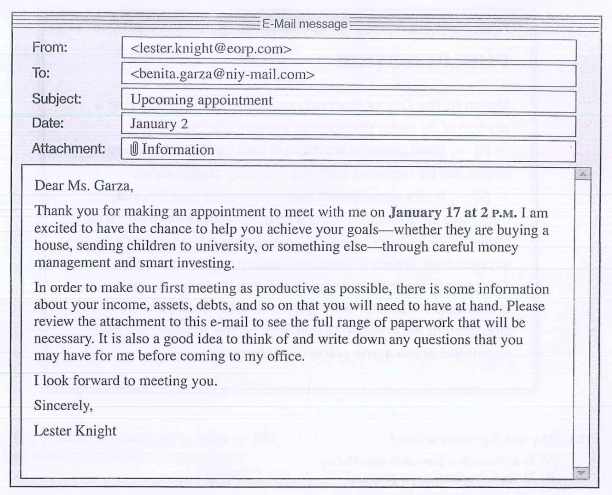 E-Mail message
From: <lester.knight@eorp.com>
To: <benita.garza@niy-mail.com>
Subject: Upcoming appointment
Date: January 2
Attachment: Information
Dear Ms. Garza,
Thank you for making an appointment to meet with me on January 17 at 2 P.M. I am
excited to have the chance to help you achieve your goals—whether they are buying a
house, sending children to university, or something else—through careful money
management and smart investing.
In order to make our first meeting as productive as possible, there is some information
about your income, assets, debts, and so on that you will need to have at hand. Please
review the attachment to this e-mail to see the full range of paperwork that will be
necessary. It is also a good idea to think of and write down any questions that you
may have for me before coming to my office.
I look forward to meeting you.
Sincerely,
Lester Knight